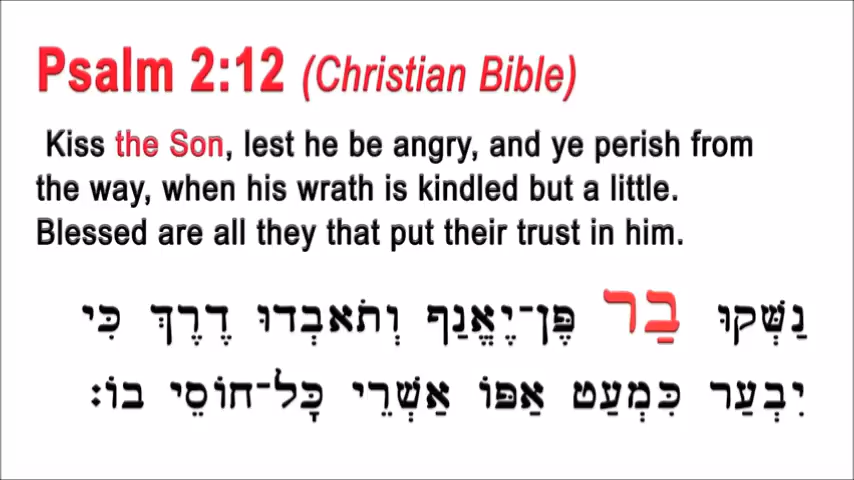 Psalm 2:12 (Christian Bible)
Kiss the Son, lest he be angry, and ye perish from
the way, when his wrath is kindled but a little.
Blessed are all they that put their trust in him.
נַשְּׁקוּ בַר פֶּן־יֶאֱנַף וְתֹאבְדוּ דֶרֶךְ כִּי
יִבְעַר כִּמְעַט אַפּוֹ אַשְׁרֵי כָּל־חוֹסֵי בוֹ׃